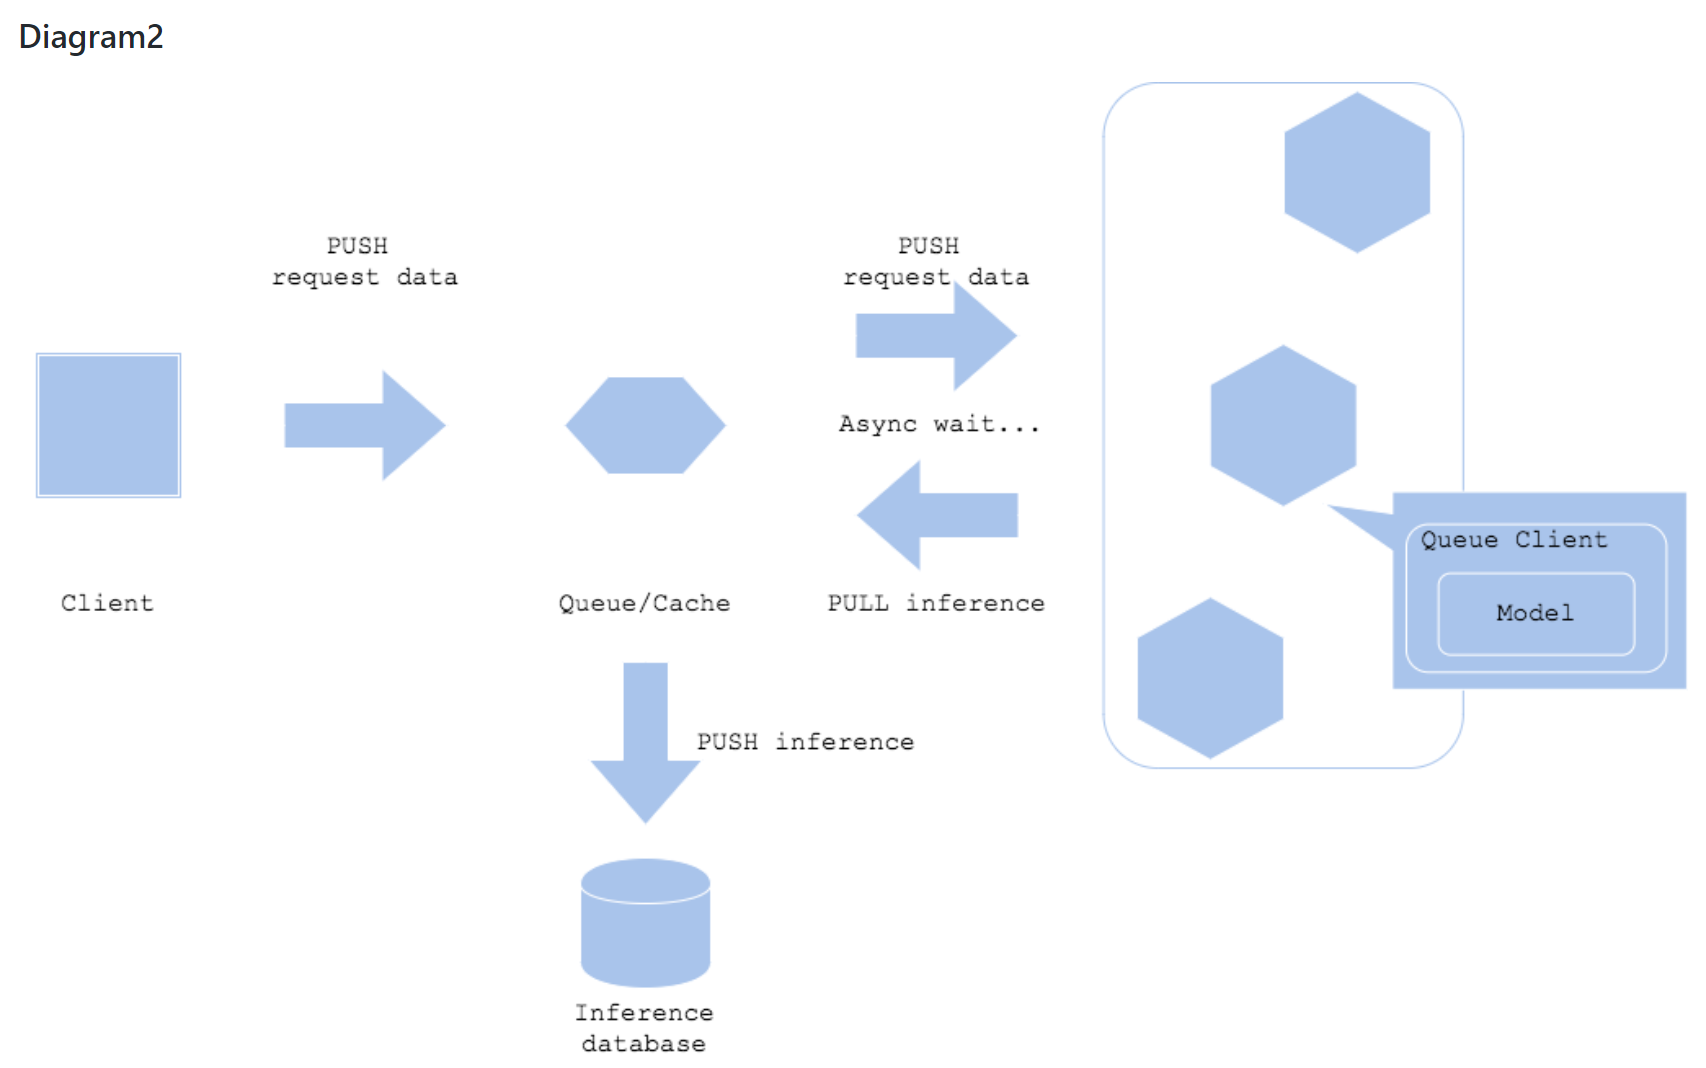 Diagram2
PUSH
request data
PUSH
request data
Async wait...
Client
Queue/Cache
PULL inference
Queue Client
Model
PUSH inference
Inference
database